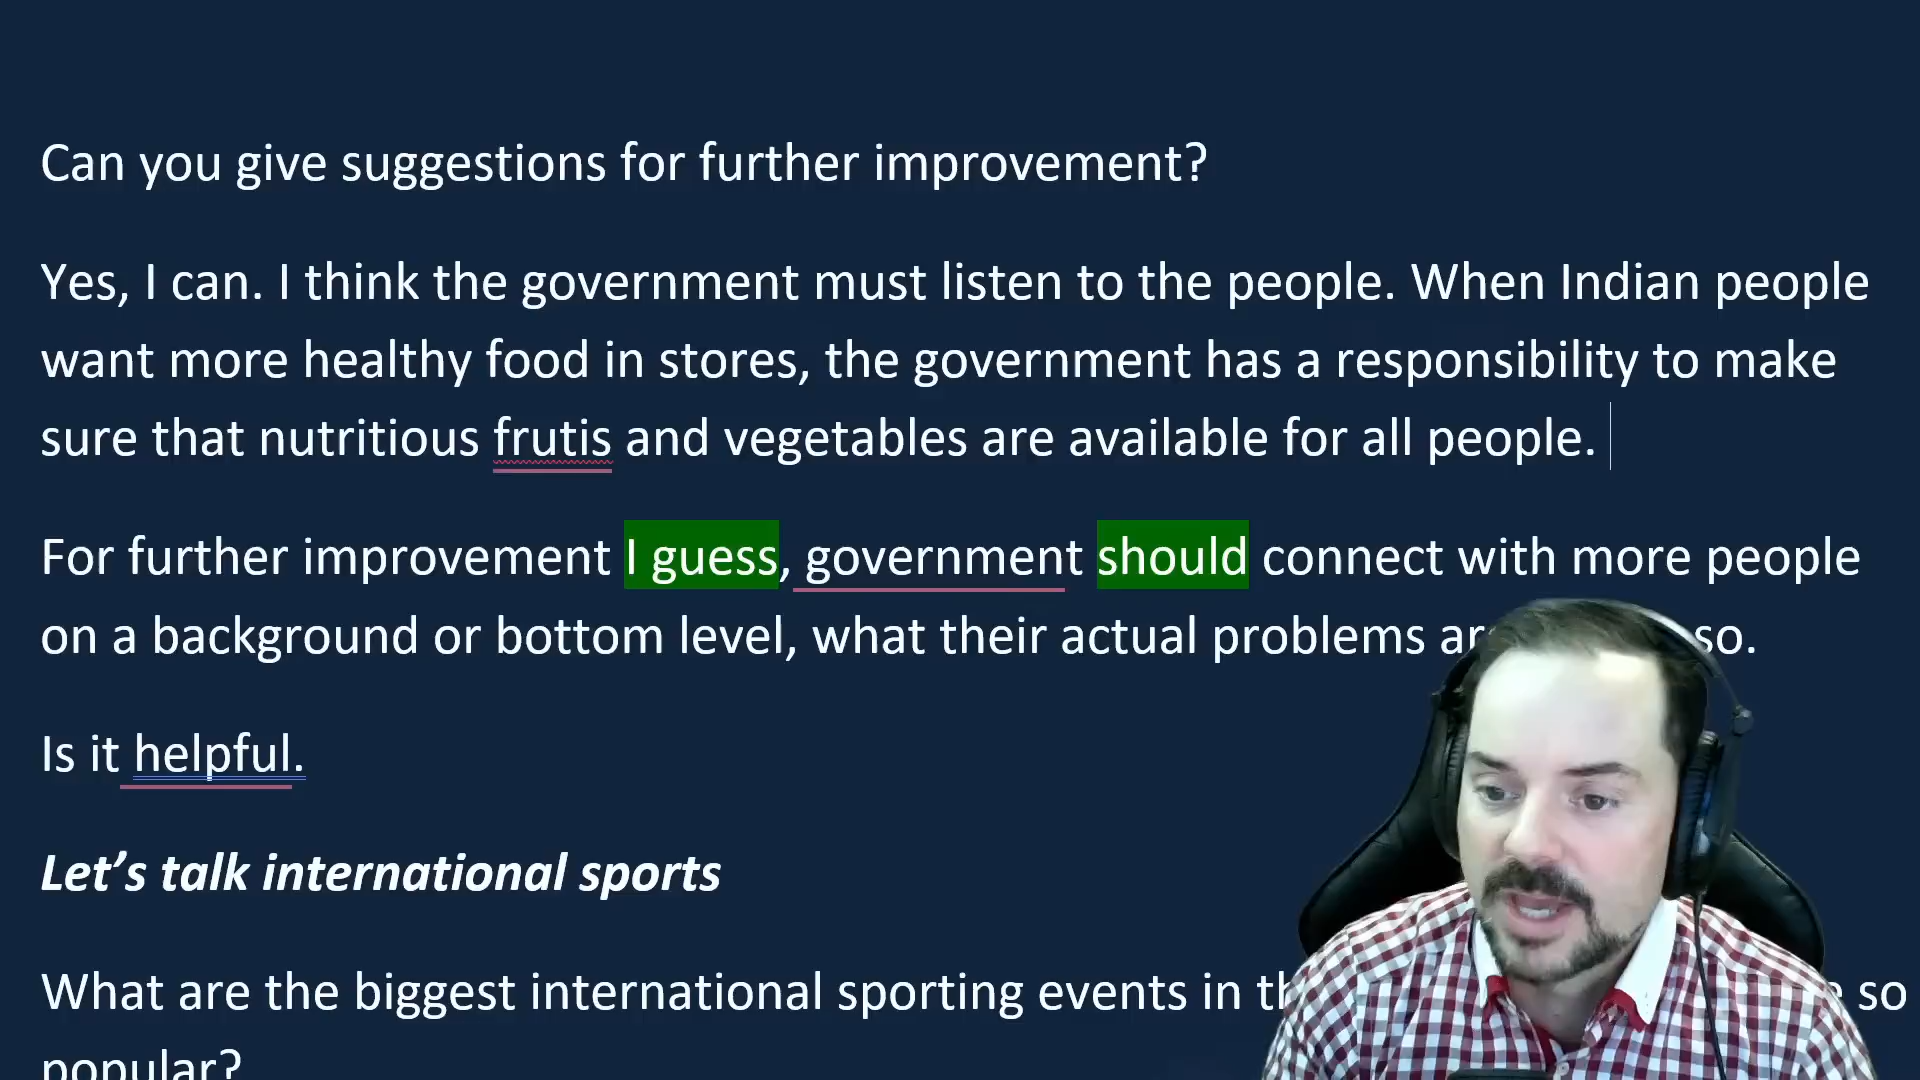 Can you give suggestions for further improvement?
Yes, I can. I think the government must listen to the people. When Indian people
want more healthy food in stores, the government has a responsibility to make
sure that nutritious frutis and vegetables are available for all people.
For further improvement I guess, government should connect with more people
on a background or bottom level, what their actual problems so.
Is it helpful.
Let’s talk international sports
What are the biggest international sporting events in so
popular?